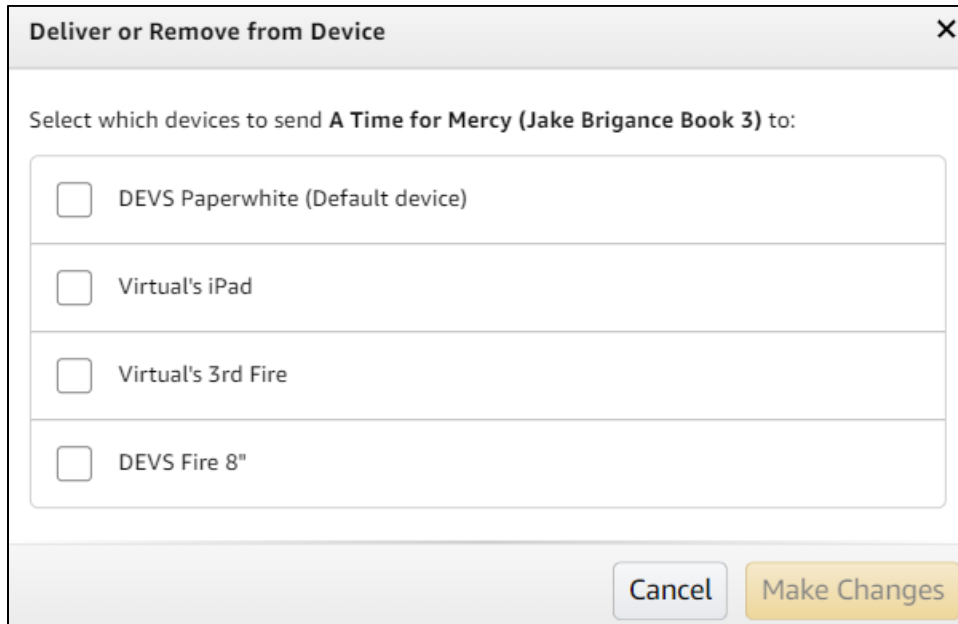 Deliver or Remove from Device
Select which devices to send A Time for Mercy (Jake Brigance Book 3) to:
DEVS Paperwhite (Default device)
Virtual's iPad
Virtual's 3rd Fire
DEVS Fire 8"
Cancel Make Changes